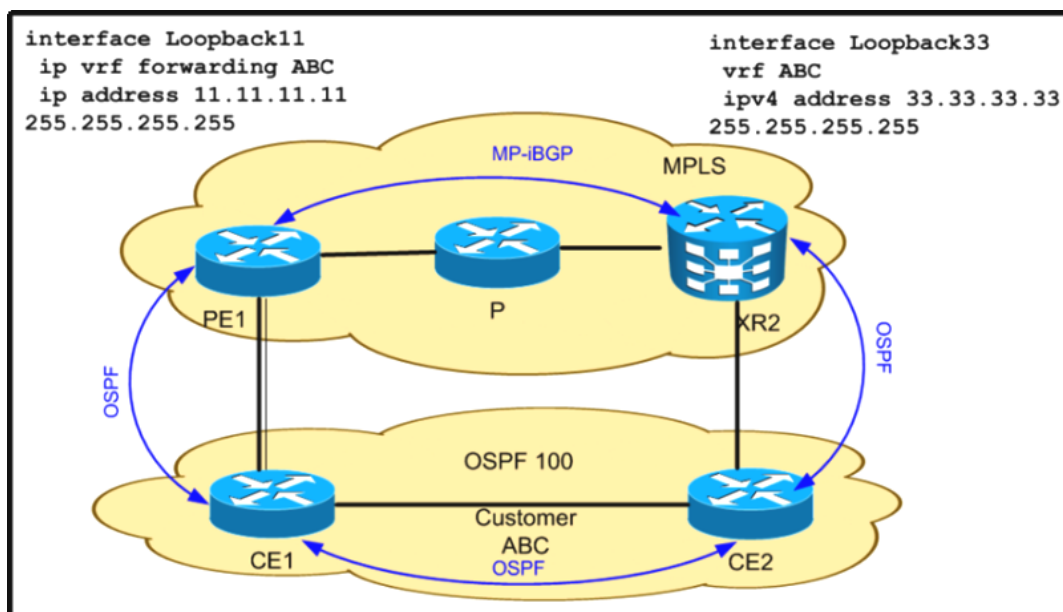 interface Loopback11
ip vrf forwarding ABC
ip address 11.11.11.11
255.255.255.255
interface Loopback33
vrf ABC
ipv4 address 33.33.33.33
255.255.255.255
MP-iBGP
MPLS
PE1
P
XR2
OSPF
OSPF
OSPF 100
Customer
ABC
OSPF
CE1
CE2